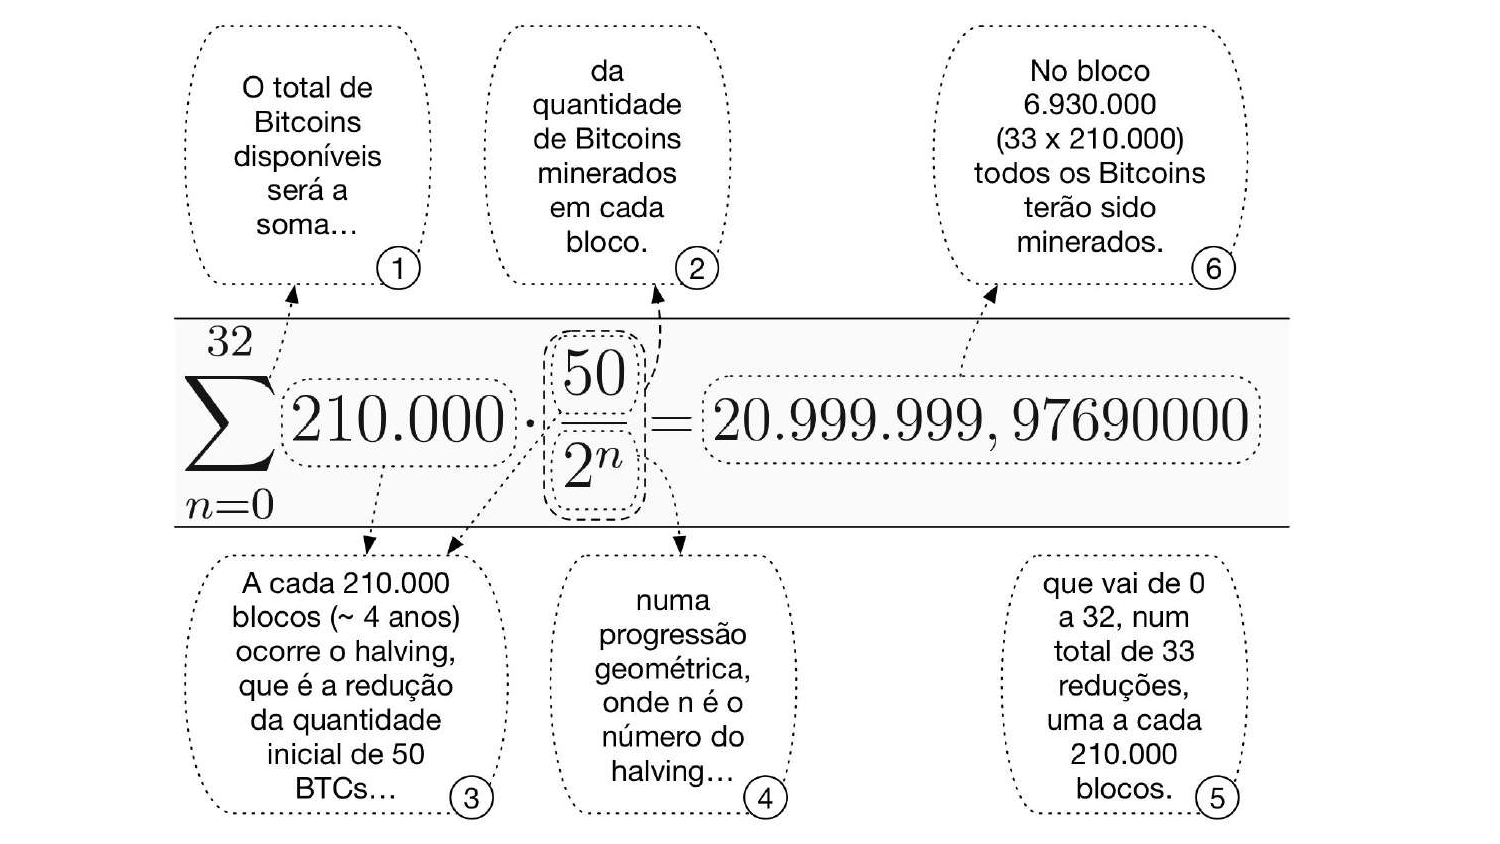 O total de
Bitcoins
disponíveis
será a
soma…
1
da
quantidade
de Bitcoins
minerados
em cada
bloco.
2
No bloco
6.930.000
(33 x 210.000)
todos os Bitcoins
terão sido
minerados.
6
32
∑ 210.000 · 50/2ⁿ = 20.999.999,97690000
n=0
A cada 210.000
blocos (~ 4 anos)
ocorre o halving,
que é a redução
da quantidade
inicial de 50
BTCs…
3
numa
progressão
geométrica,
onde n é o
número do
halving…
4
que vai de 0
a 32, num
total de 33
reduções,
uma a cada
210.000
blocos.
5